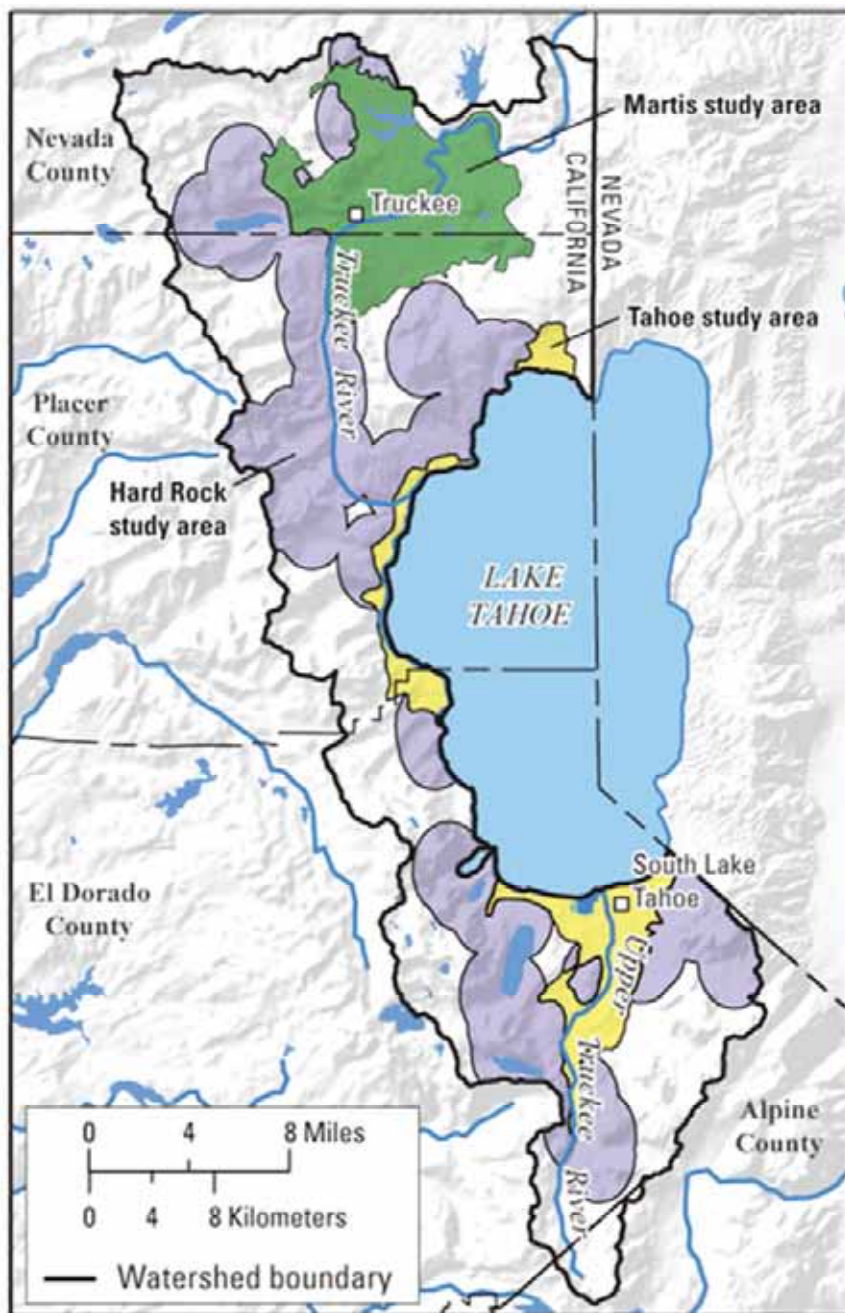 Martis study area
Nevada
County
CALIFORNIA
NEVADA
Truckee
Truckee River
Tahoe study area
Placer
County
Hard Rock
study area
LAKE
TAHOE
South Lake
Tahoe
El Dorado
County
Upper Truckee River
Alpine
County
0 4 8 Miles
0 4 8 Kilometers
Watershed boundary